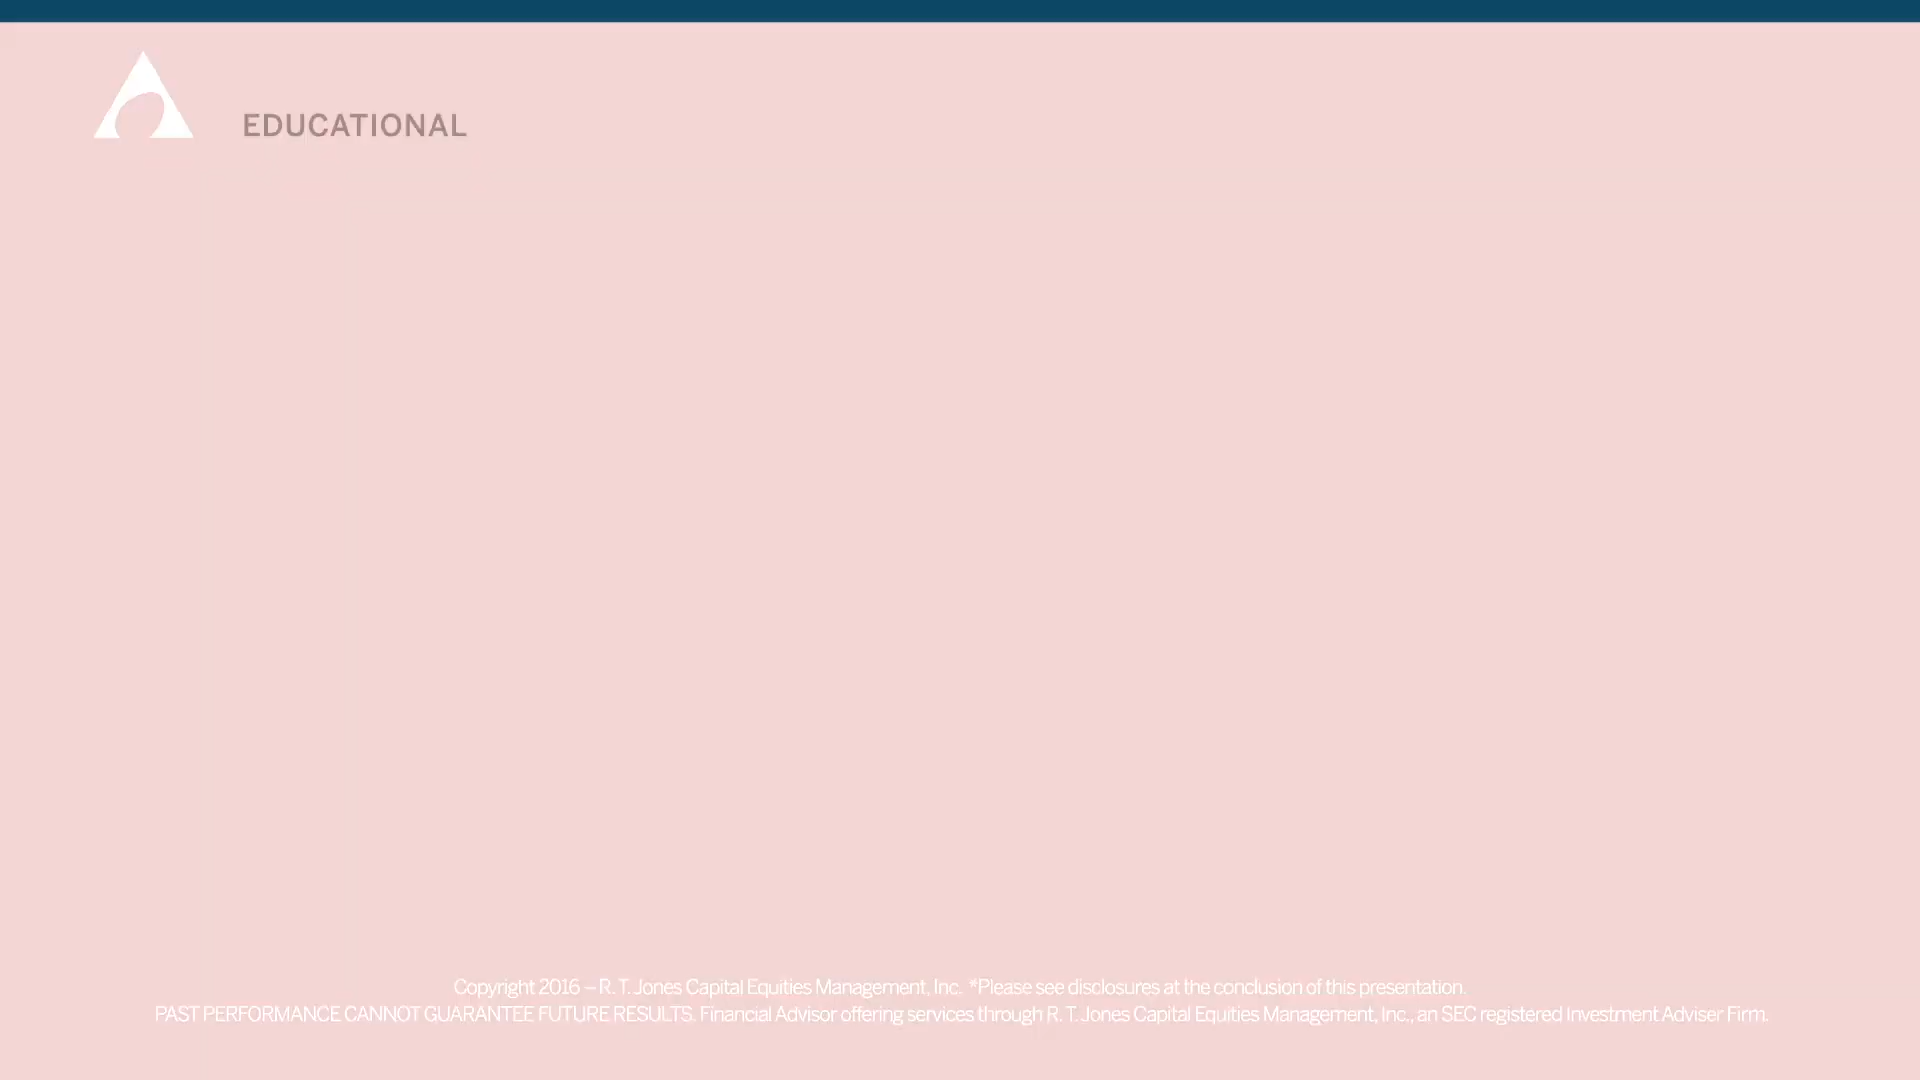 EDUCATIONAL
Copyright 2016 – R. T. Jones Capital Equities Management, Inc. *Please see disclosures at the conclusion of this presentation.
PAST PERFORMANCE CANNOT GUARANTEE FUTURE RESULTS. Financial Advisor offering services through R. T. Jones Capital Equities Management, Inc., an SEC registered Investment Adviser Firm.